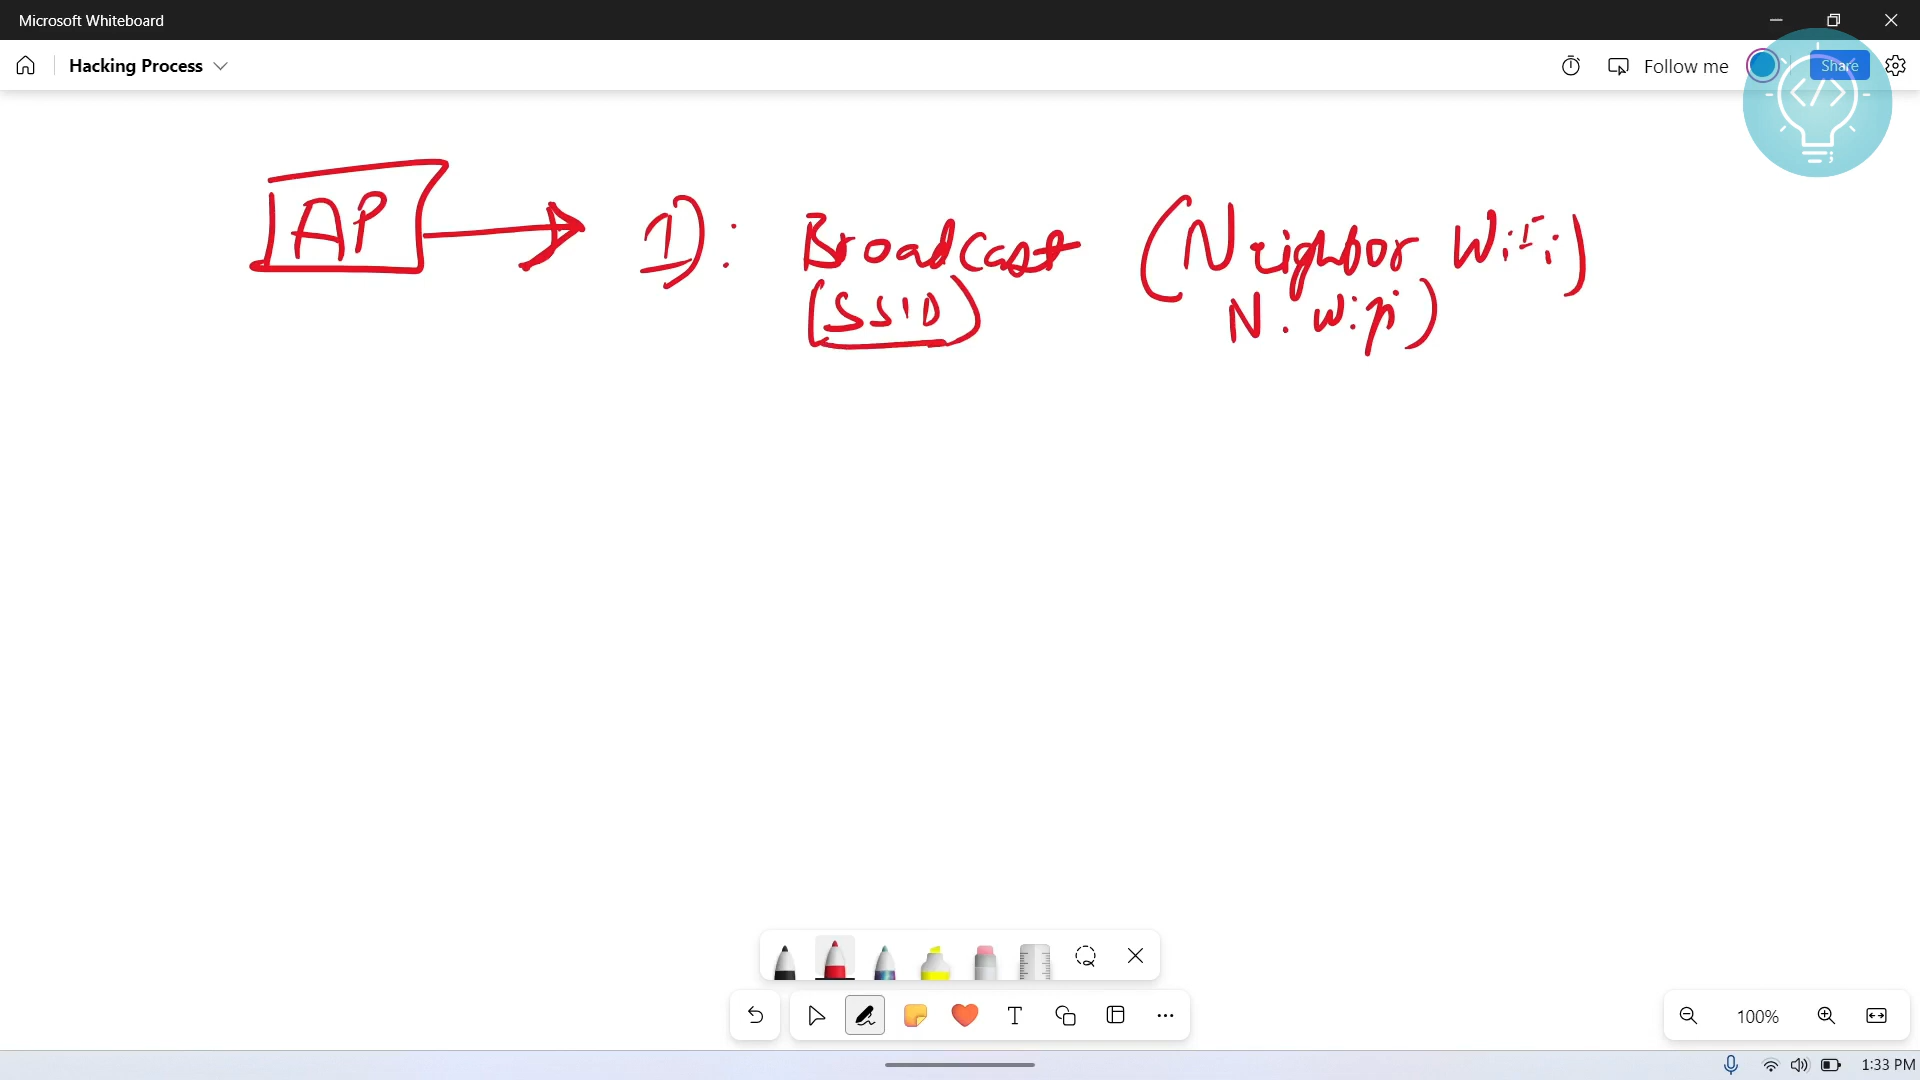 Microsoft Whiteboard
Hacking Process
Follow me
Share
</>
AP
1): Broadcast (Neighbor WiFi)
(SSID)
N. Wifi)
T
100%
1:33 PM